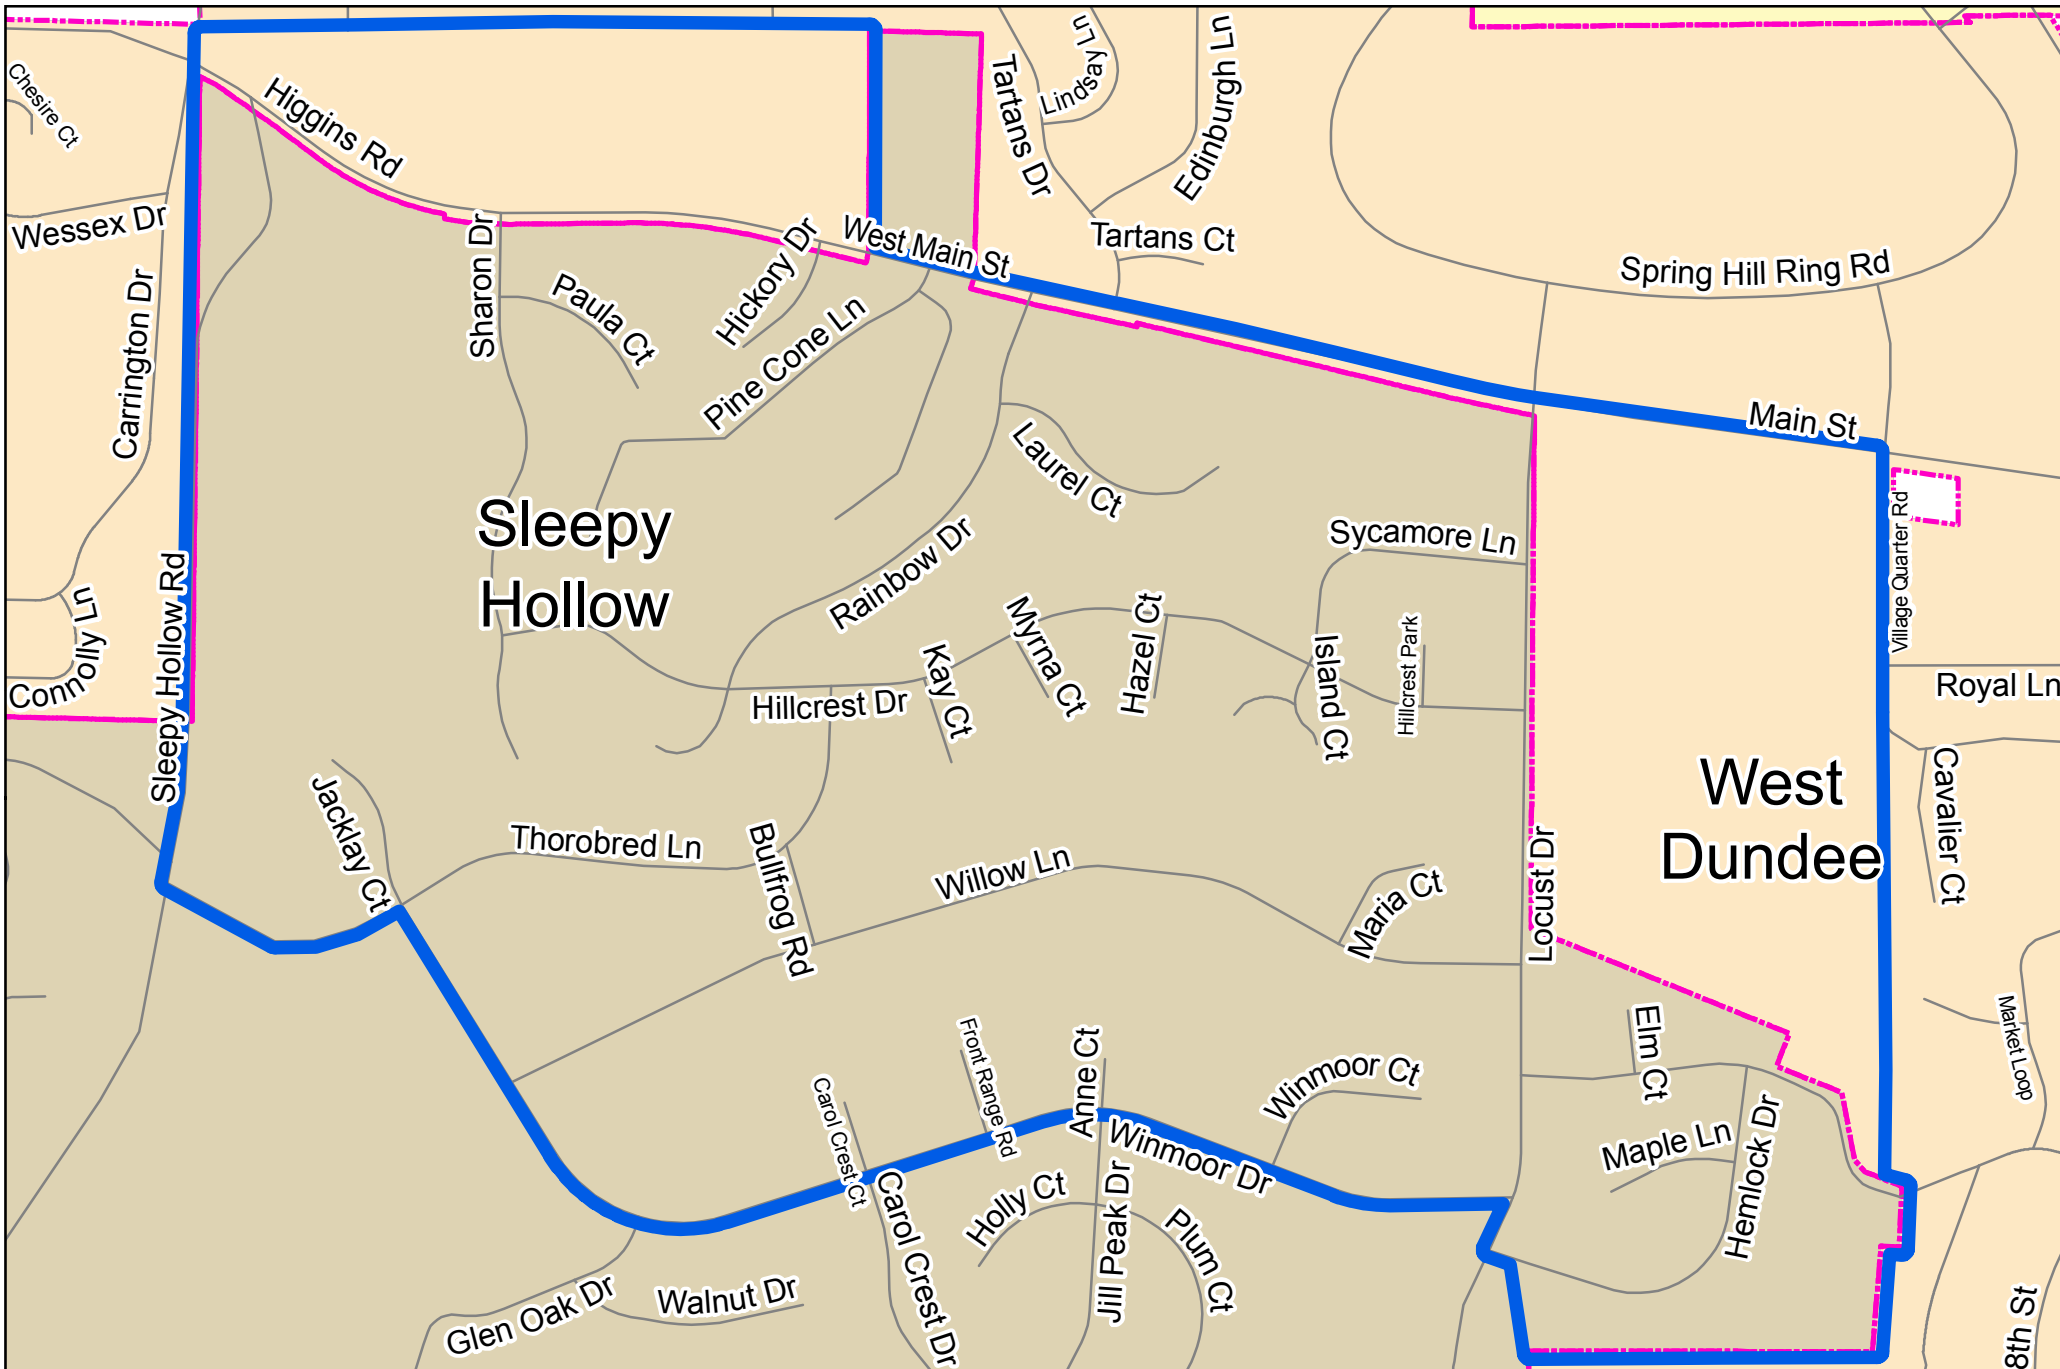 Chesire Ct
Higgins Rd
Tartans Dr
Lindsay Ln
Edinburgh Ln
Wessex Dr
Carrington Dr
Sharon Dr
Paula Ct
Hickory Dr
Pine Cone Ln
West Main St
Tartans Ct
Spring Hill Ring Rd
Main St
Laurel Ct
Sleepy
Hollow
Rainbow Dr
Sycamore Ln
Village Quarter Rd
Connolly Ln
Sleepy Hollow Rd
Hillcrest Dr
Kay Ct
Myrna Ct
Hazel Ct
Island Ct
Hillcrest Park
Royal Ln
West
Dundee
Cavalier Ct
Jacklay Ct
Thorobred Ln
Bullfrog Rd
Willow Ln
Maria Ct
Locust Dr
Market Loop
Front Range Rd
Anne Ct
Winmoor Ct
Elm Ct
Carol Crest Ct
Winmoor Dr
Maple Ln
Hemlock Dr
Holly Ct
Jill Peak Dr
Plum Ct
Carol Crest Dr
Glen Oak Dr
Walnut Dr
8th St